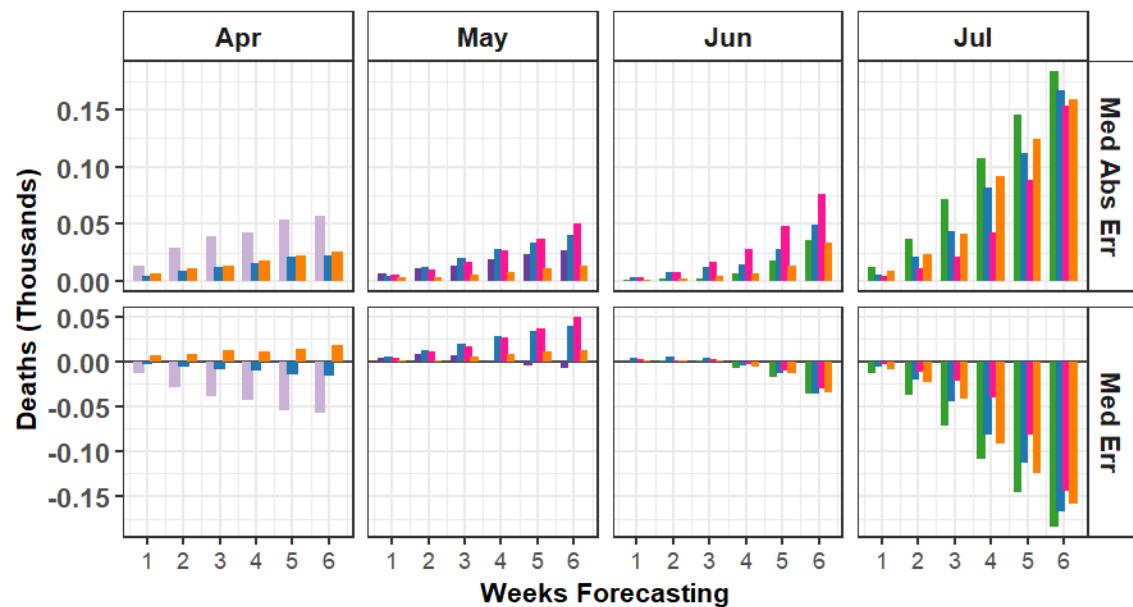 Apr May Jun Jul
Deaths (Thousands)
0.15
0.10
0.05
0.00
Med Abs Err
0.05
0.00
-0.05
-0.10
-0.15
Med Err
1 2 3 4 5 6 1 2 3 4 5 6 1 2 3 4 5 6 1 2 3 4 5 6
Weeks Forecasting